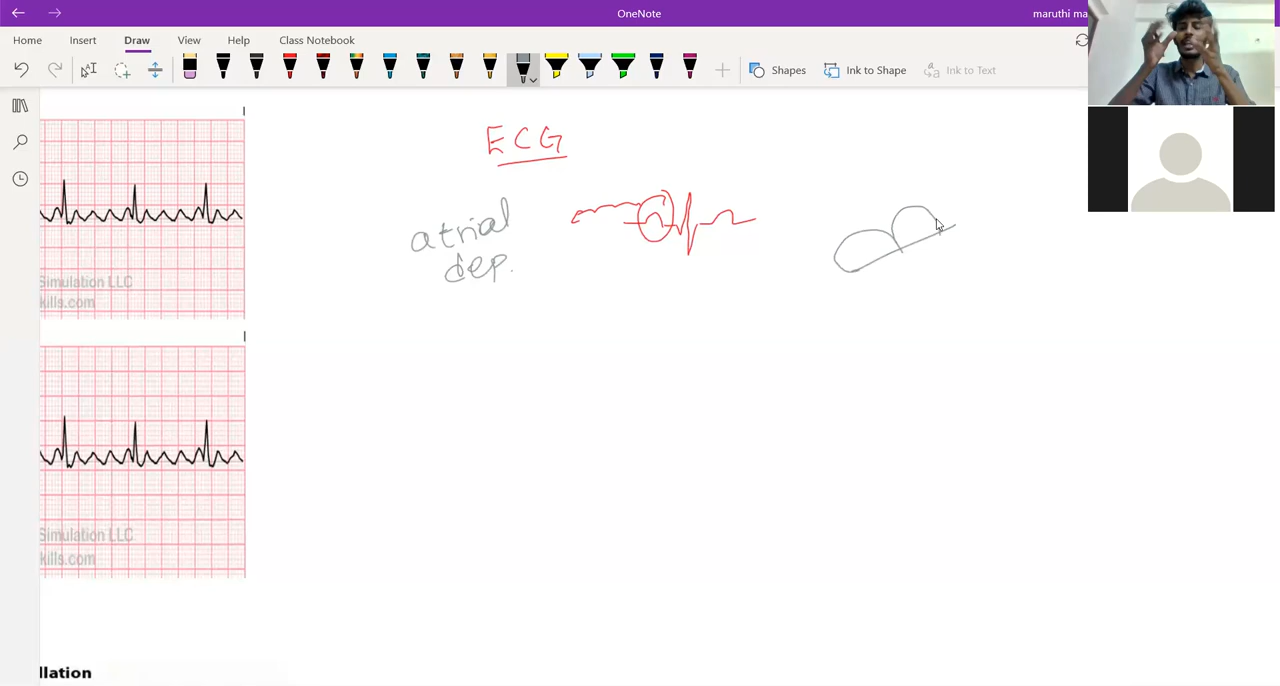 OneNote
maruthi ma
Home Insert Draw View Help Class Notebook
Shapes Ink to Shape Ink to Text
ECG
atrial
dep.
Simulation LLC
kills.com
Simulation LLC
kills.com
llation